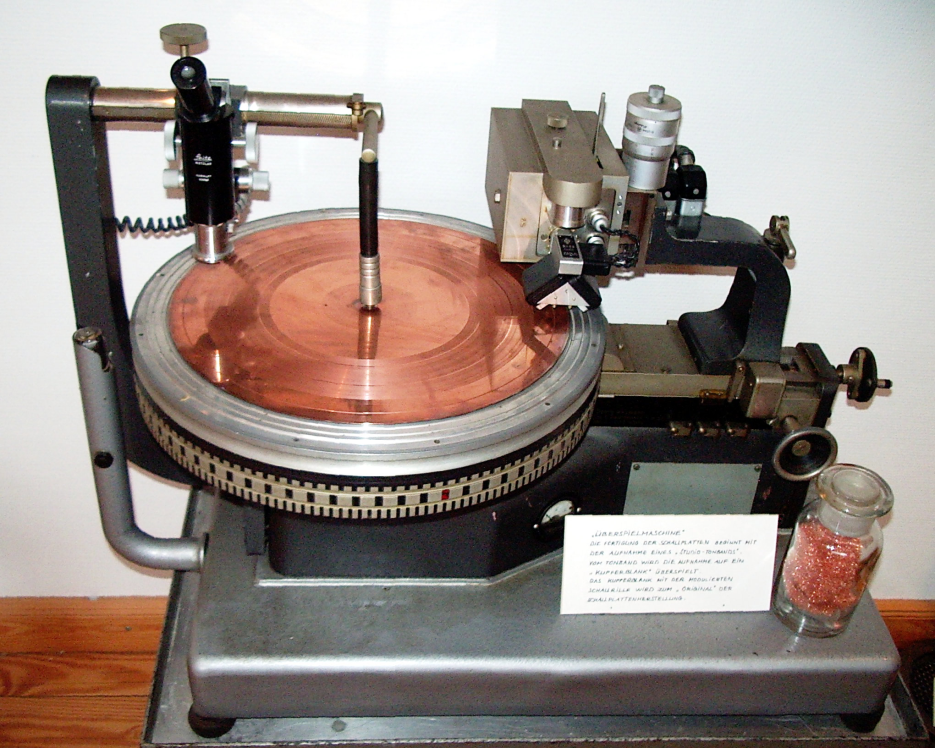 Leitz
WETZLAR
„ÜBERSPIELMASCHINE"
DIE FERTIGUNG DER SCHALLPLATTEN BEGINNT MIT
DER AUFNAHME EINES „STUDIO-TONBANDS".
VOM TONBAND WIRD DIE AUFNAHME AUF EIN
„KUPFERBLANK" ÜBERSPIELT.
DAS KUPFERBLANK MIT DER MODULIERTEN
SCHALLRILLE WIRD ZUM „ORIGINAL" DER
SCHALLPLATTENHERSTELLUNG.